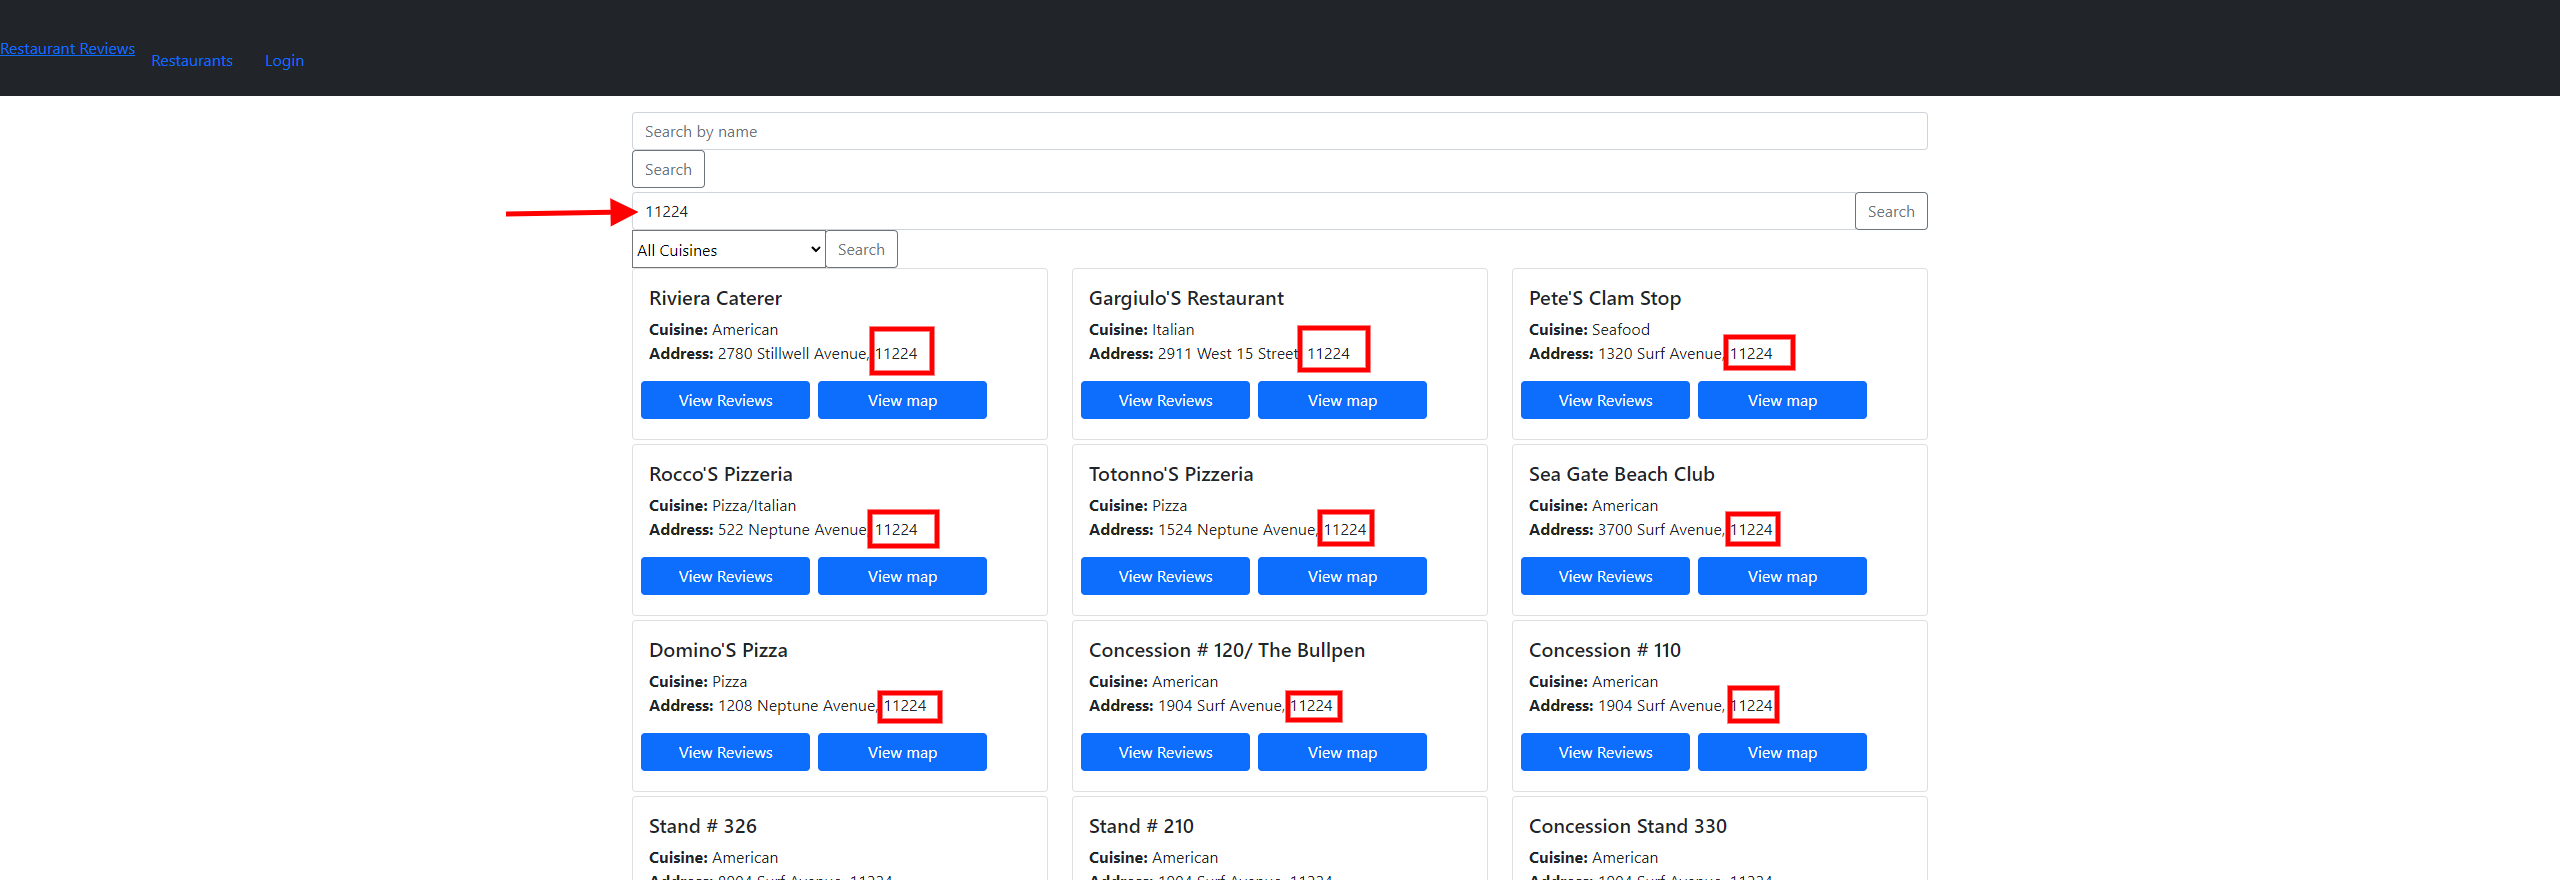 Restaurant Reviews
Restaurants
Login
Search by name
Search
11224
Search
All Cuisines
Search
Riviera Caterer
Cuisine: American
Address: 2780 Stillwell Avenue, 11224
View Reviews
View map
Gargiulo'S Restaurant
Cuisine: Italian
Address: 2911 West 15 Street 11224
View Reviews
View map
Pete'S Clam Stop
Cuisine: Seafood
Address: 1320 Surf Avenue, 11224
View Reviews
View map
Rocco'S Pizzeria
Cuisine: Pizza/Italian
Address: 522 Neptune Avenue 11224
View Reviews
View map
Totonno'S Pizzeria
Cuisine: Pizza
Address: 1524 Neptune Avenue, 11224
View Reviews
View map
Sea Gate Beach Club
Cuisine: American
Address: 3700 Surf Avenue, 11224
View Reviews
View map
Domino'S Pizza
Cuisine: Pizza
Address: 1208 Neptune Avenue, 11224
View Reviews
View map
Concession # 120/ The Bullpen
Cuisine: American
Address: 1904 Surf Avenue, 11224
View Reviews
View map
Concession # 110
Cuisine: American
Address: 1904 Surf Avenue, 11224
View Reviews
View map
Stand # 326
Cuisine: American
Stand # 210
Cuisine: American
Concession Stand 330
Cuisine: American